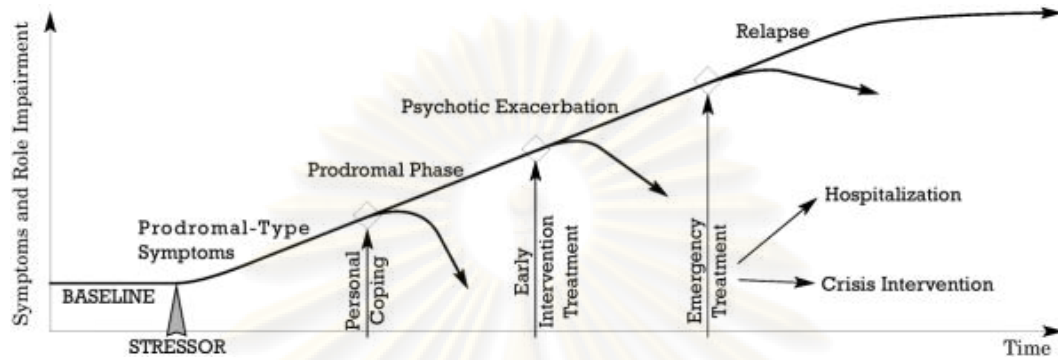 Symptoms and Role Impairment
Relapse
Psychotic Exacerbation
Prodromal Phase
Prodromal-Type
Symptoms
BASELINE
STRESSOR
Personal
Coping
Early
Intervention
Treatment
Emergency
Treatment
Hospitalization
Crisis Intervention
Time